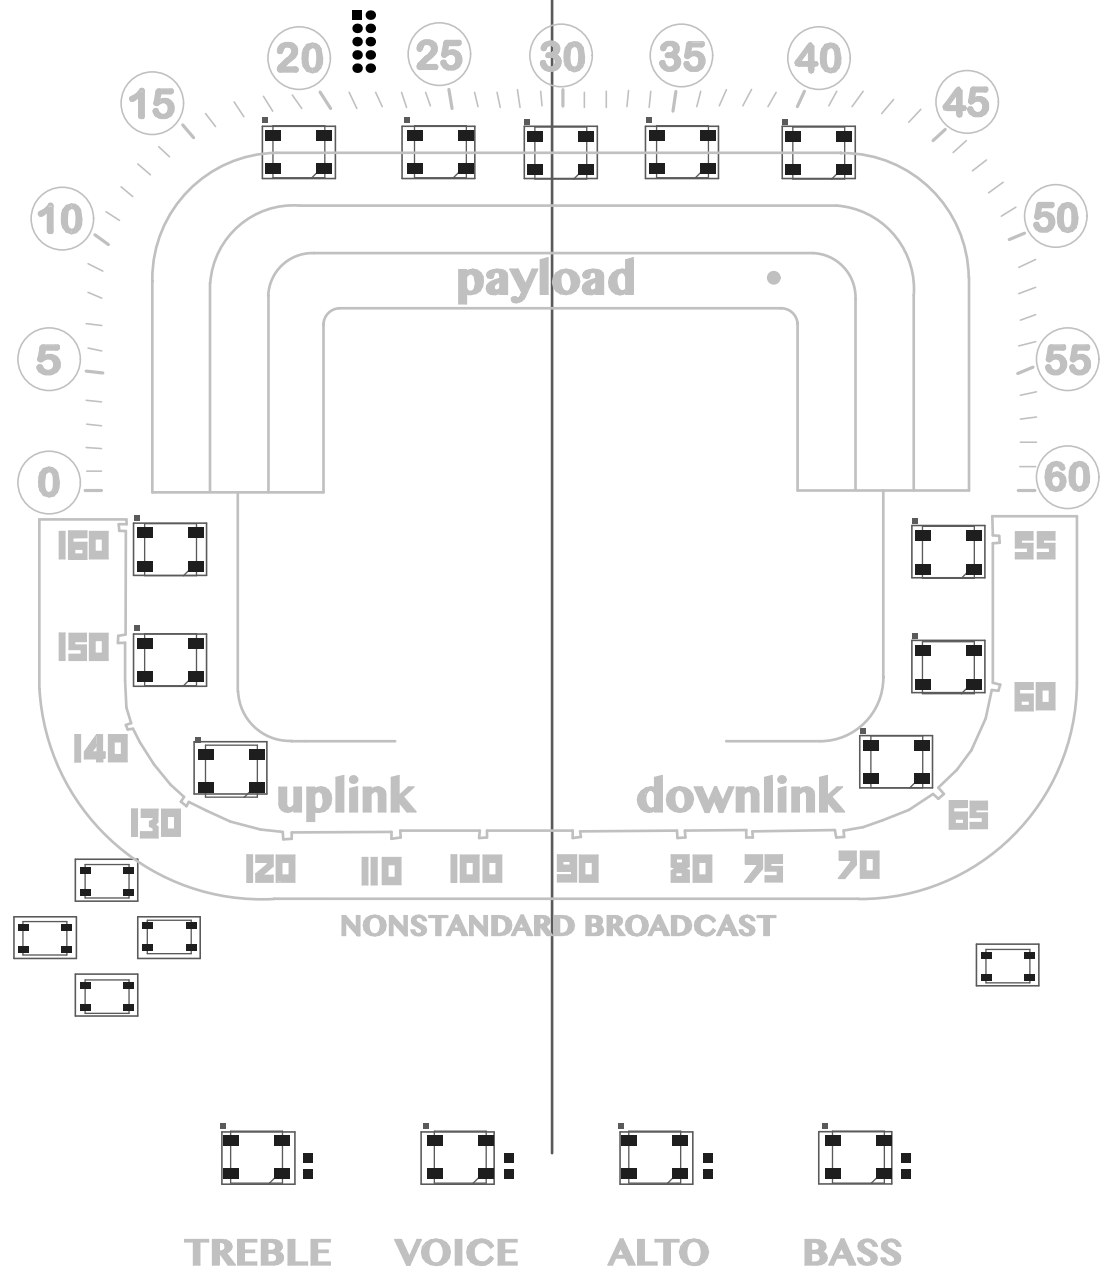 20 25 30 35 40
15 45
10 50
payload
5 55
0 60
160 55
150 60
140
uplink downlink
130 65
120 110 100 90 80 75 70
NONSTANDARD BROADCAST
TREBLE VOICE ALTO BASS